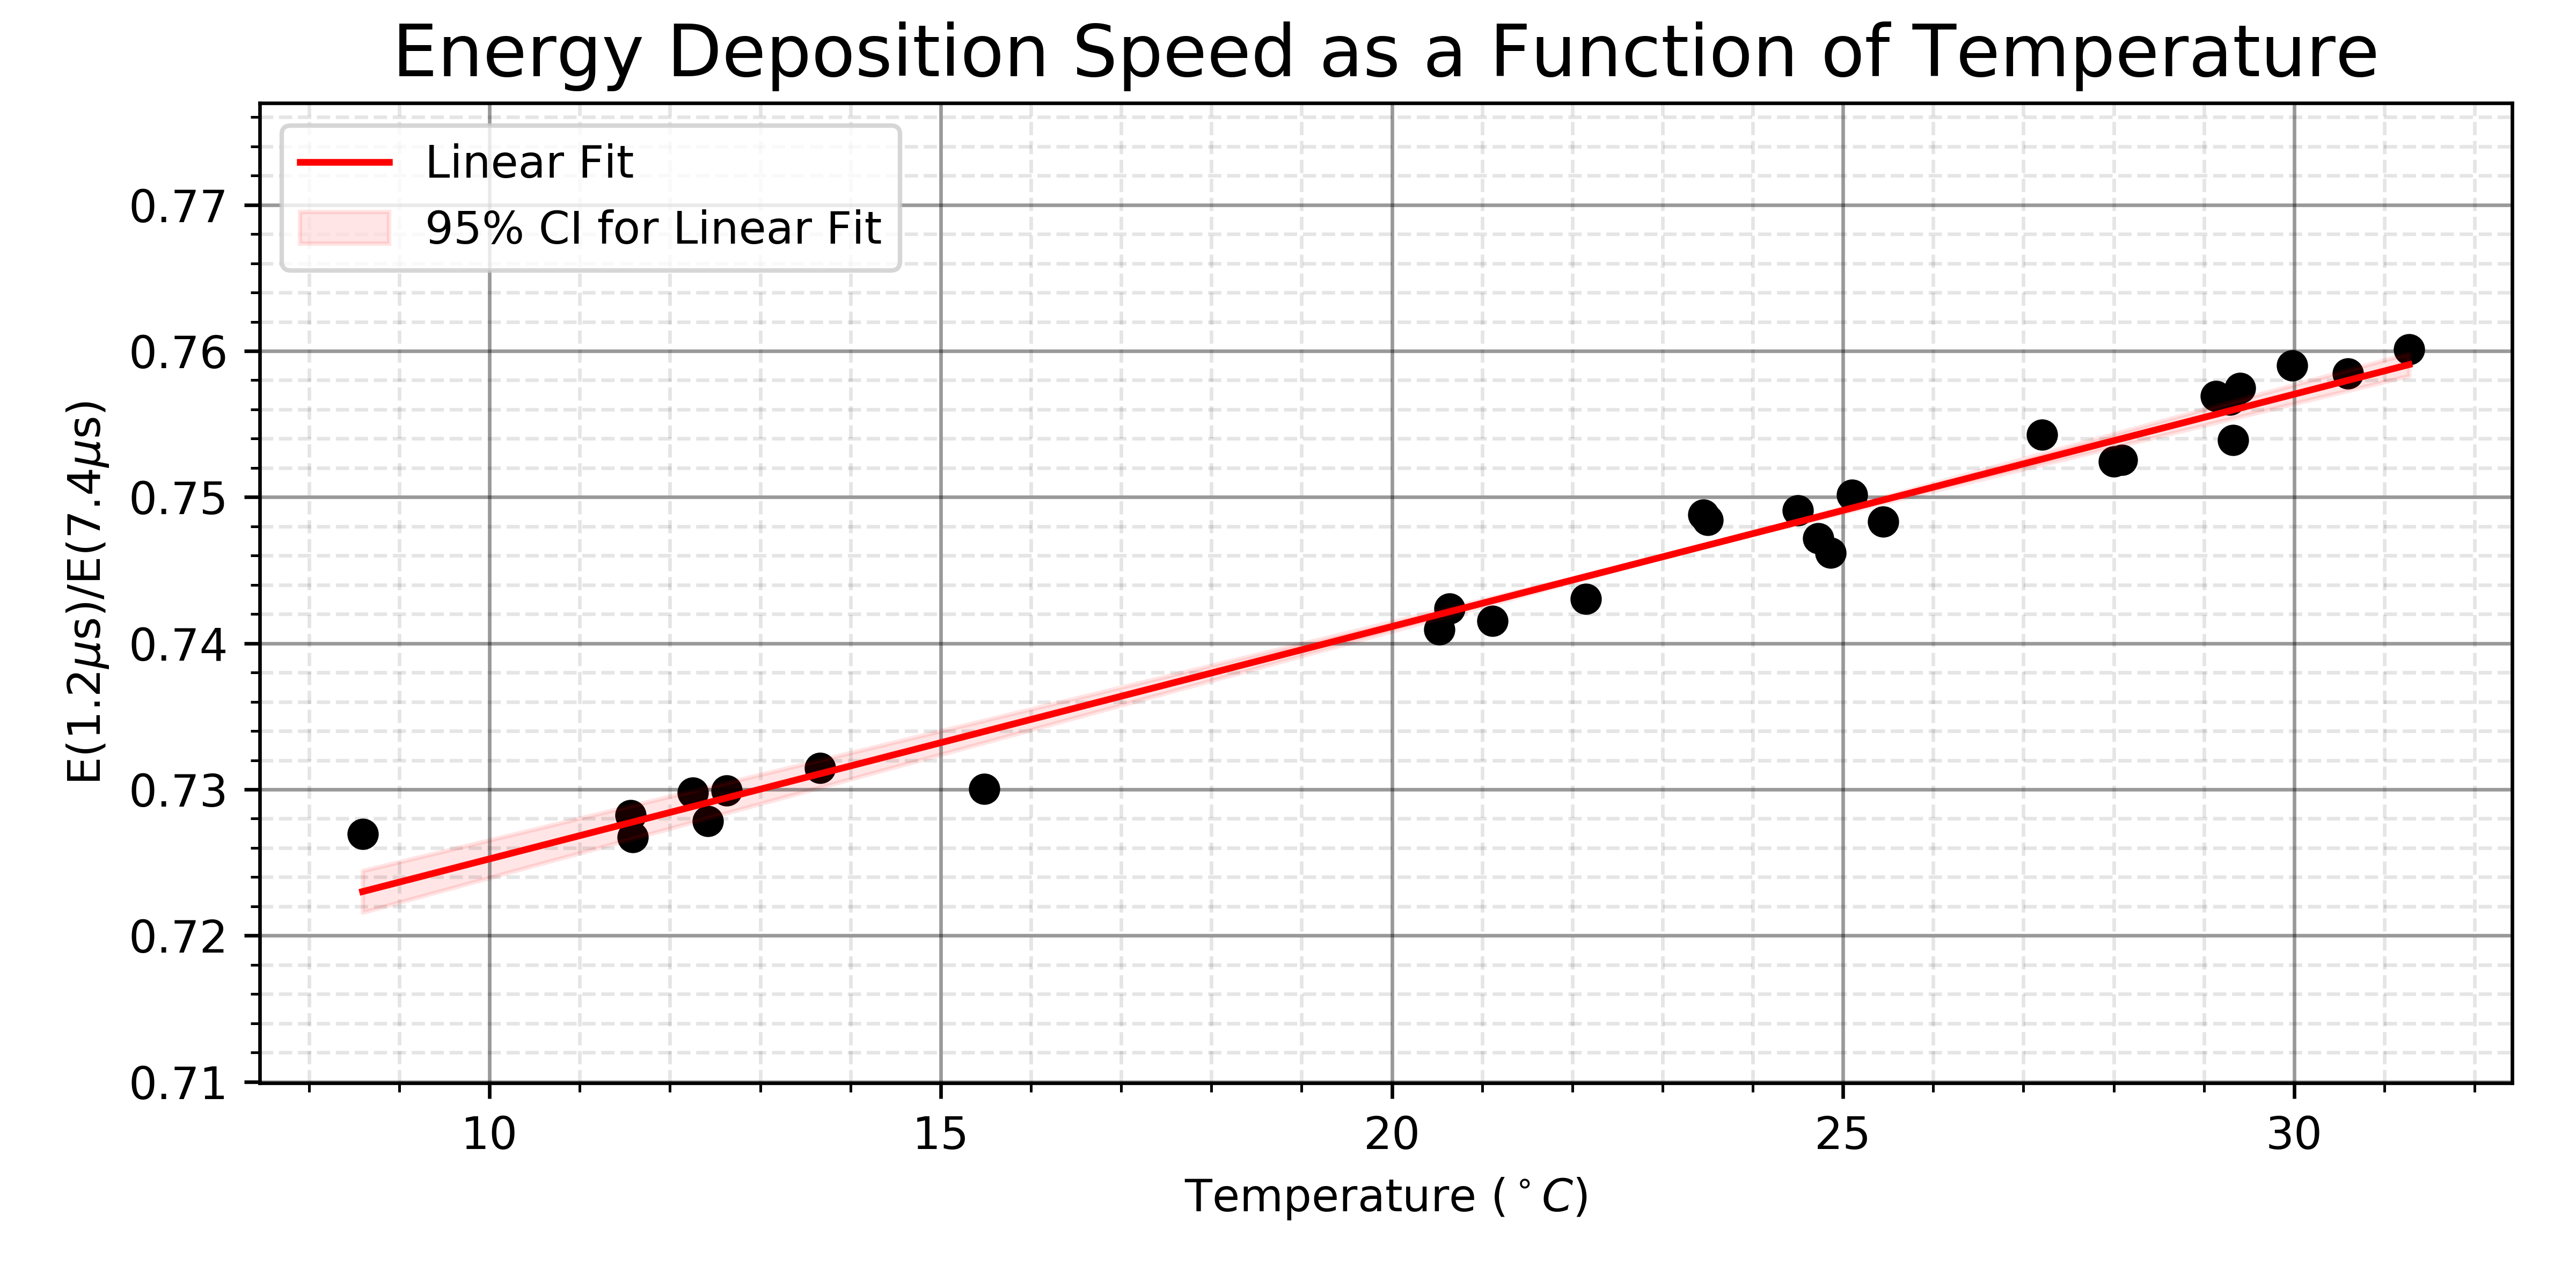 Energy Deposition Speed as a Function of Temperature
Linear Fit
95% CI for Linear Fit
E(1.2μs)/E(7.4μs)
0.77
0.76
0.75
0.74
0.73
0.72
0.71
10 15 20 25 30
Temperature (°C)